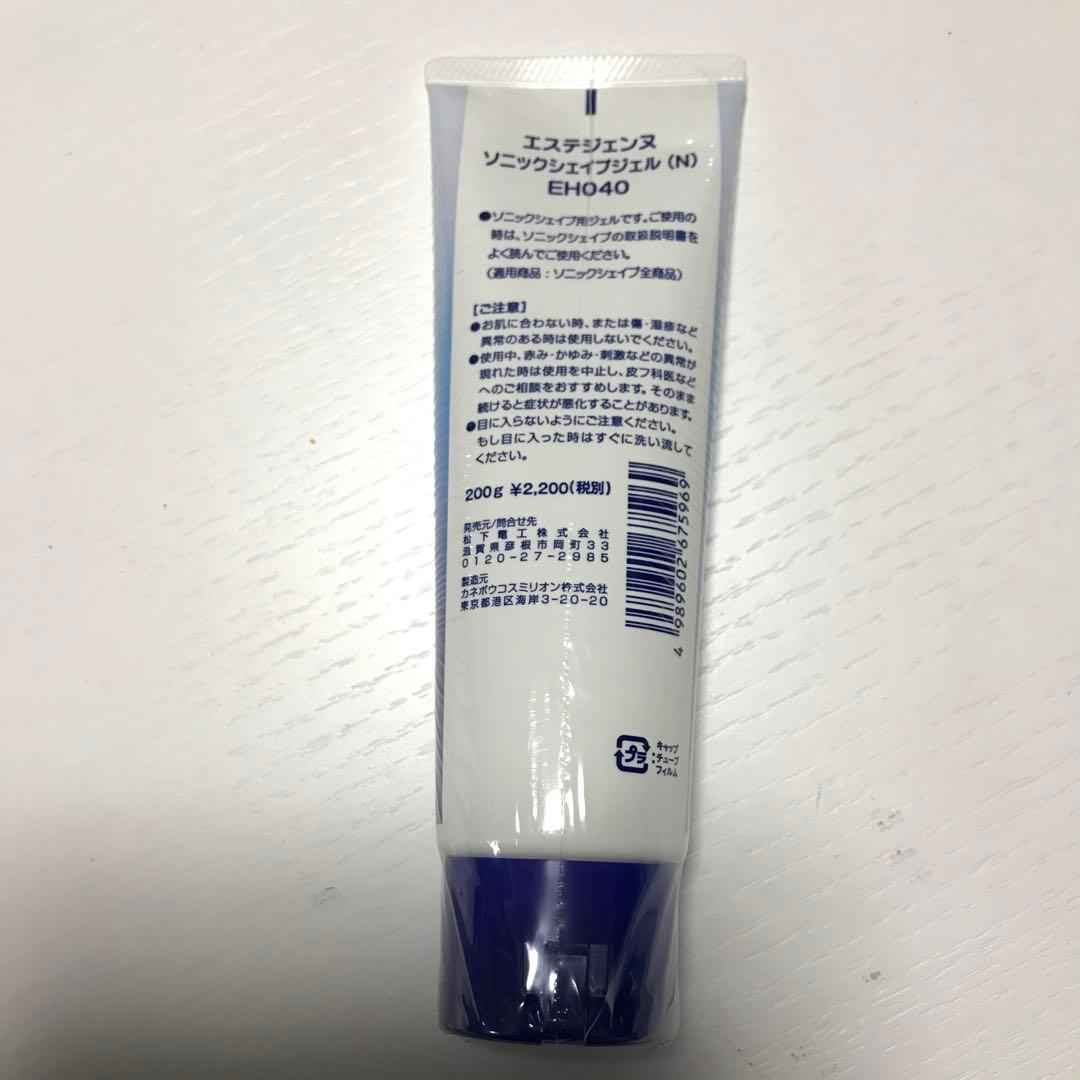 エステジェンヌ
ソニックシェイプジェル（N）
EH040
●ソニックシェイプ用ジェルです。ご使用の
時は、ソニックシェイプの取扱説明書を
よく読んでご使用ください。
（適用商品：ソニックシェイプ全商品）
［ご注意］
●お肌に合わない時、または傷・湿疹など
異常のある時は使用しないでください。
●使用中、赤み・かゆみ・刺激などの異常が
現れた時は使用を中止し、皮フ科医など
へのご相談をおすすめします。そのまま
続けると症状が悪化することがあります。
●目に入らないようにご注意ください。
もし目に入った時はすぐに洗い流して
ください。
200g ¥2,200（税別）
発売元/問合せ先
松下電工株式会社
滋賀県彦根市岡町33
0120-27-2985
製造元
カネボウコスミリオン株式会社
東京都港区海岸3-20-20
4 989602 675969
プラ
キャップ
：チューブ
フィルム